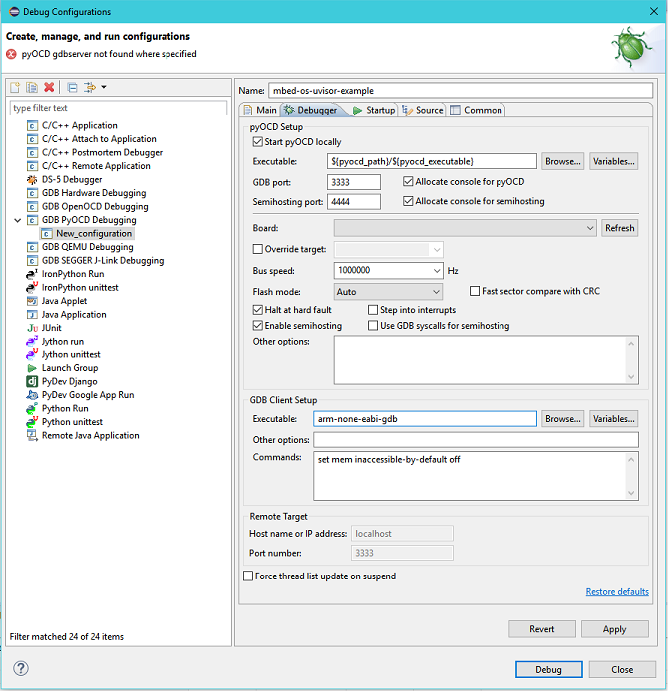 Debug Configurations
Create, manage, and run configurations
pyOCD gdbserver not found where specified
type filter text
C/C++ Application
C/C++ Attach to Application
C/C++ Postmortem Debugger
C/C++ Remote Application
DS-5 Debugger
GDB Hardware Debugging
GDB OpenOCD Debugging
GDB PyOCD Debugging
New_configuration
GDB QEMU Debugging
GDB SEGGER J-Link Debugging
IronPython Run
IronPython unittest
Java Applet
Java Application
JUnit
Jython run
Jython unittest
Launch Group
PyDev Django
PyDev Google App Run
Python Run
Python unittest
Remote Java Application
Filter matched 24 of 24 items
Name: mbed-os-uvisor-example
Main Debugger Startup Source Common
pyOCD Setup
Start pyOCD locally
Executable: ${pyocd_path}/${pyocd_executable} Browse... Variables...
GDB port: 3333 Allocate console for pyOCD
Semihosting port: 4444 Allocate console for semihosting
Board: Refresh
Override target:
Bus speed: 1000000 Hz
Flash mode: Auto Fast sector compare with CRC
Halt at hard fault Step into interrupts
Enable semihosting Use GDB syscalls for semihosting
Other options:
GDB Client Setup
Executable: arm-none-eabi-gdb Browse... Variables...
Other options:
Commands: set mem inaccessible-by-default off
Remote Target
Host name or IP address: localhost
Port number: 3333
Force thread list update on suspend
Restore defaults
Revert Apply
? Debug Close